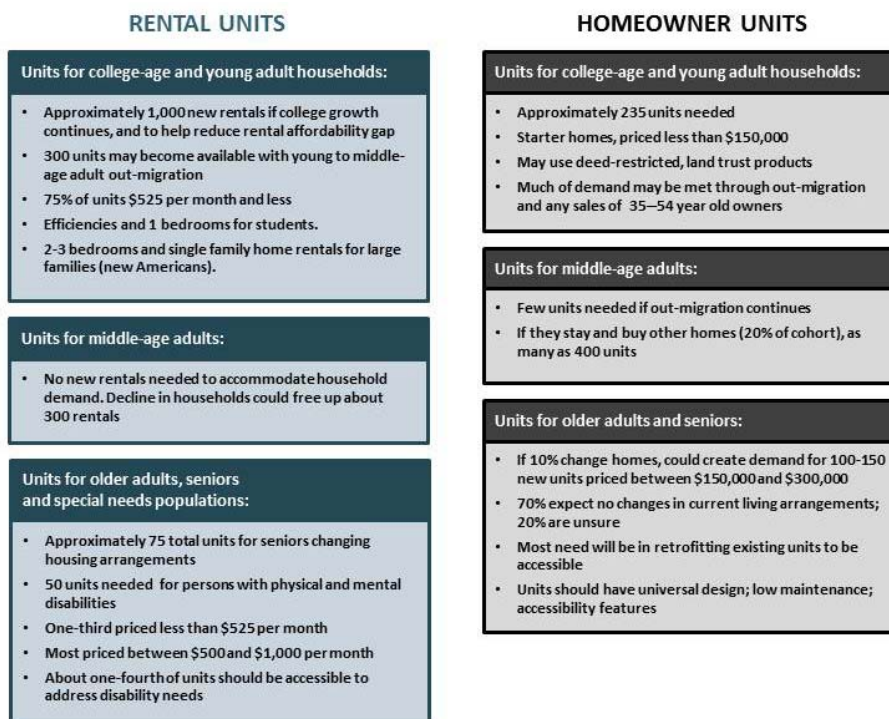 RENTAL UNITS
Units for college-age and young adult households:
• Approximately 1,000 new rentals if college growth
continues, and to help reduce rental affordability gap
• 300 units may become available with young to middle-
age adult out-migration
• 75% of units $525 per month and less
• Efficiencies and 1 bedrooms for students.
• 2-3 bedrooms and single family home rentals for large
families (new Americans).
Units for middle-age adults:
• No new rentals needed to accommodate household
demand. Decline in households could free up about
300 rentals
Units for older adults, seniors
and special needs populations:
• Approximately 75 total units for seniors changing
housing arrangements
• 50 units needed for persons with physical and mental
disabilities
• One-third priced less than $525 per month
• Most priced between $500 and $1,000 per month
• About one-fourth of units should be accessible to
address disability needs
HOMEOWNER UNITS
Units for college-age and young adult households:
• Approximately 235 units needed
• Starter homes, priced less than $150,000
• May use deed-restricted, land trust products
• Much of demand may be met through out-migration
and any sales of 35—54 year old owners
Units for middle-age adults:
• Few units needed if out-migration continues
• If they stay and buy other homes (20% of cohort), as
many as 400 units
Units for older adults and seniors:
• If 10% change homes, could create demand for 100-150
new units priced between $150,000 and $300,000
• 70% expect no changes in current living arrangements;
20% are unsure
• Most need will be in retrofitting existing units to be
accessible
• Units should have universal design; low maintenance;
accessibility features